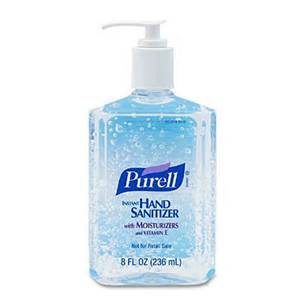 Purell
INSTANT HAND
SANITIZER
with MOISTURIZERS
and VITAMIN E
Not for Retail Sale
8 FL OZ (236 mL)